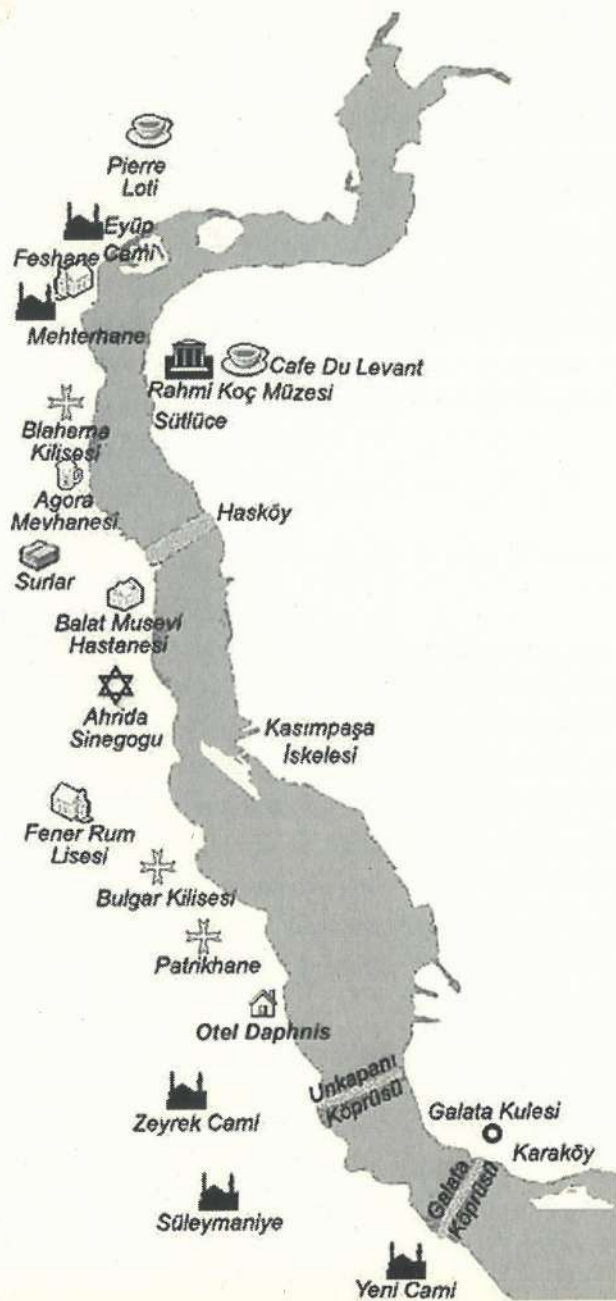 Pierre
Loti
Eyüp
Cami
Feshane
Mehterhane
Cafe Du Levant
Rahmi Koç Müzesi
Sütlüce
Blaherna
Kilisesi
Agora
Meyhanesi
Hasköy
Surlar
Balat Musevi
Hastanesi
Ahrida
Sinegogu
Kasımpaşa
İskelesi
Fener Rum
Lisesi
Bulgar Kilisesi
Patrikhane
Otel Daphnis
Unkapanı
Köprüsü
Zeyrek Cami
Galata Kulesi
Karaköy
Galata
Köprüsü
Süleymaniye
Yeni Cami